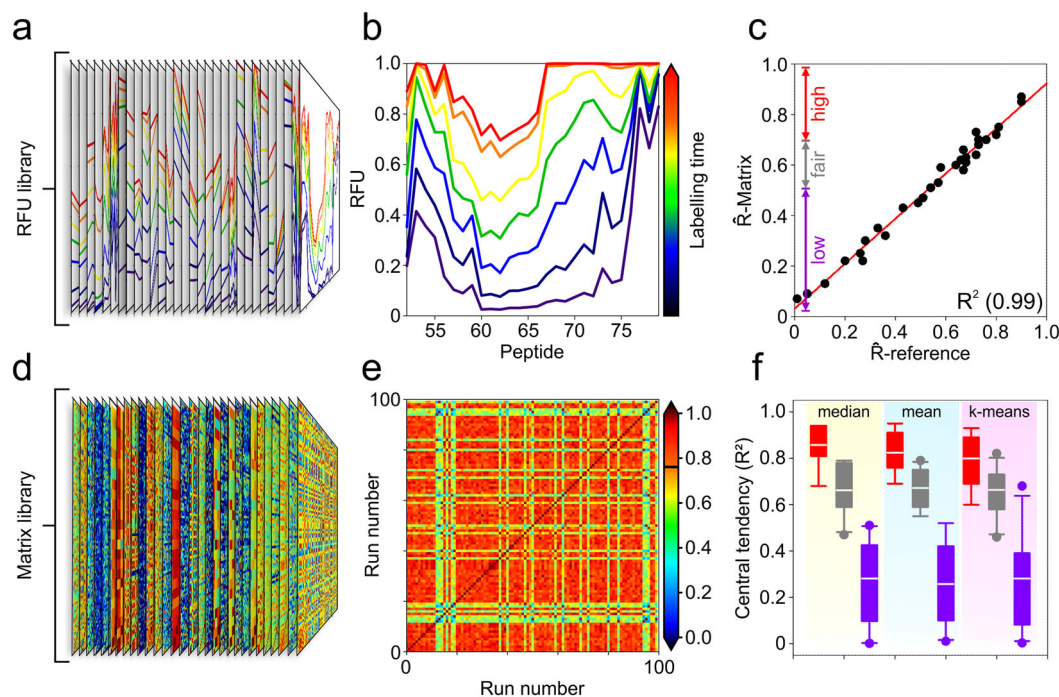 a
RFU library
b
1.0
0.8
0.6
0.4
0.2
0
RFU
55
60
65
70
75
Peptide
Labelling time
c
1.0
0.8
0.6
0.4
0.2
0
R̂-Matrix
high
fair
low
R² (0.99)
0
0.2
0.4
0.6
0.8
1.0
R̂-reference
d
Matrix library
e
100
0
Run number
0
100
Run number
1.0
0.8
0.6
0.4
0.2
0.0
f
median
mean
k-means
1.0
0.8
0.6
0.4
0.2
0
Central tendency (R²)